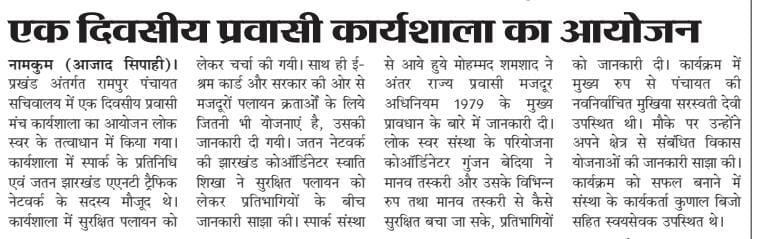 एक दिवसीय प्रवासी कार्यशाला का आयोजन
नामकुम (आजाद सिपाही)।
प्रखंड अंतर्गत रामपुर पंचायत
सचिवालय में एक दिवसीय प्रवासी
मंच कार्यशाला का आयोजन लोक
स्वर के तत्वाधान में किया गया।
कार्यशाला में स्पार्क के प्रतिनिधि
एवं जतन झारखंड एएनटी ट्रैफिक
नेटवर्क के सदस्य मौजूद थे।
कार्यशाला में सुरक्षित पलायन को
लेकर चर्चा की गयी। साथ ही ई-
श्रम कार्ड और सरकार की ओर से
मजदूरों पलायन क्रताओं के लिये
जितनी भी योजनाएं है, उसकी
जानकारी दी गयी। जतन नेटवर्क
की झारखंड कोऑर्डिनेटर स्वाति
शिखा ने सुरक्षित पलायन को
लेकर प्रतिभागियों के बीच
जानकारी साझा की। स्पार्क संस्था
से आये हुये मोहम्मद शमशाद ने
अंतर राज्य प्रवासी मजदूर
अधिनियम 1979 के मुख्य
प्रावधान के बारे में जानकारी दी।
लोक स्वर संस्था के परियोजना
कोऑर्डिनेटर गुंजन बेदिया ने
मानव तस्करी और उसके विभिन्न
रुप तथा मानव तस्करी से कैसे
सुरक्षित बचा जा सके, प्रतिभागियों
को जानकारी दी। कार्यक्रम में
मुख्य रुप से पंचायत की
नवनिर्वाचित मुखिया सरस्वती देवी
उपस्थित थी। मौके पर उन्होंने
अपने क्षेत्र से संबंधित विकास
योजनाओं की जानकारी साझा की।
कार्यक्रम को सफल बनाने में
संस्था के कार्यकर्ता कुणाल बिजो
सहित स्वयसेवक उपस्थित थे।